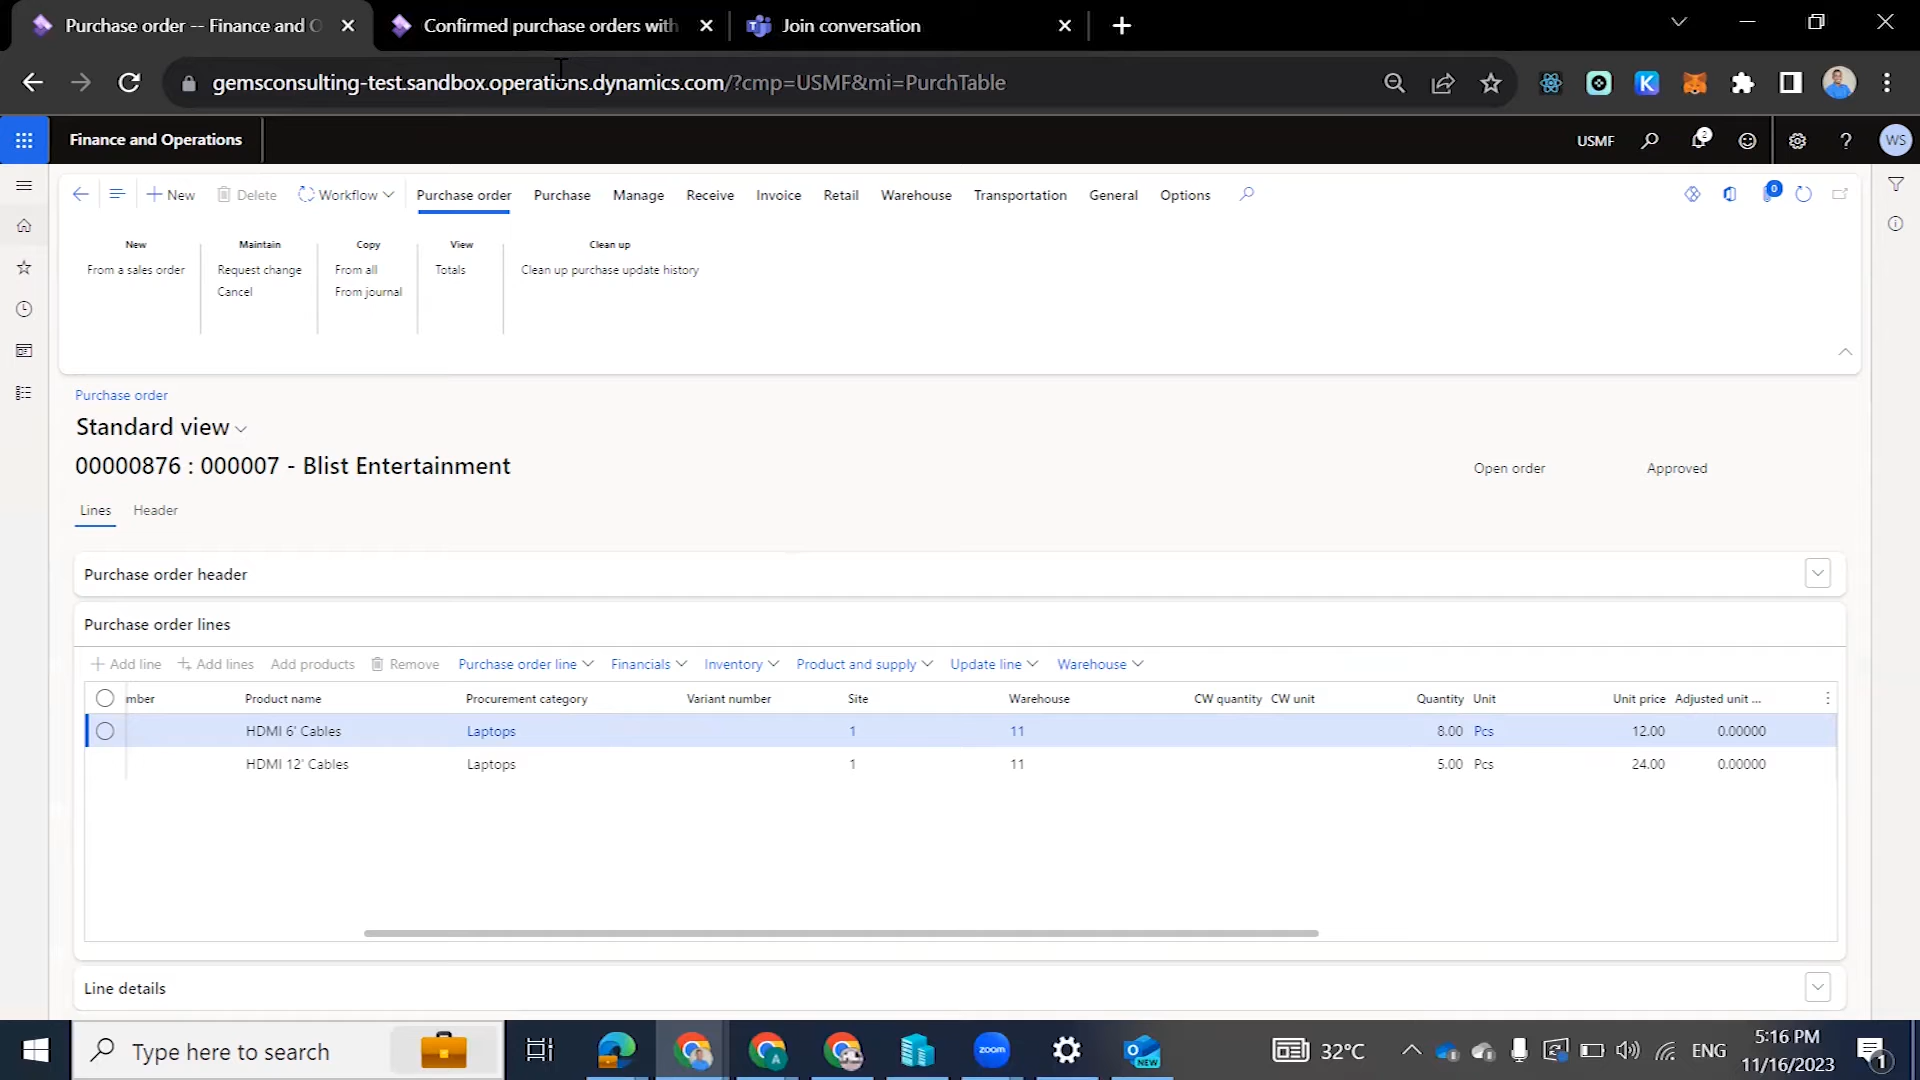 Purchase order -- Finance and O
Confirmed purchase orders with
Join conversation
gemsconsulting-test.sandbox.operations.dynamics.com/?cmp=USMF&mi=PurchTable
Finance and Operations
USMF
2
WS
New
Delete
Workflow
Purchase order
Purchase
Manage
Receive
Invoice
Retail
Warehouse
Transportation
General
Options
0
New
Maintain
Copy
View
Clean up
From a sales order
Request change
From all
Totals
Clean up purchase update history
Cancel
From journal
Purchase order
Standard view
00000876 : 000007 - Blist Entertainment
Open order
Approved
Lines
Header
Purchase order header
Purchase order lines
Add line
Add lines
Add products
Remove
Purchase order line
Financials
Inventory
Product and supply
Update line
Warehouse
mber
Product name
Procurement category
Variant number
Site
Warehouse
CW quantity
CW unit
Quantity
Unit
Unit price
Adjusted unit ...
HDMI 6' Cables
Laptops
1
11
8.00
Pcs
12.00
0.00000
HDMI 12' Cables
Laptops
1
11
5.00
Pcs
24.00
0.00000
Line details
Type here to search
A
zoom
NEW
32°C
ENG
5:16 PM
11/16/2023
1